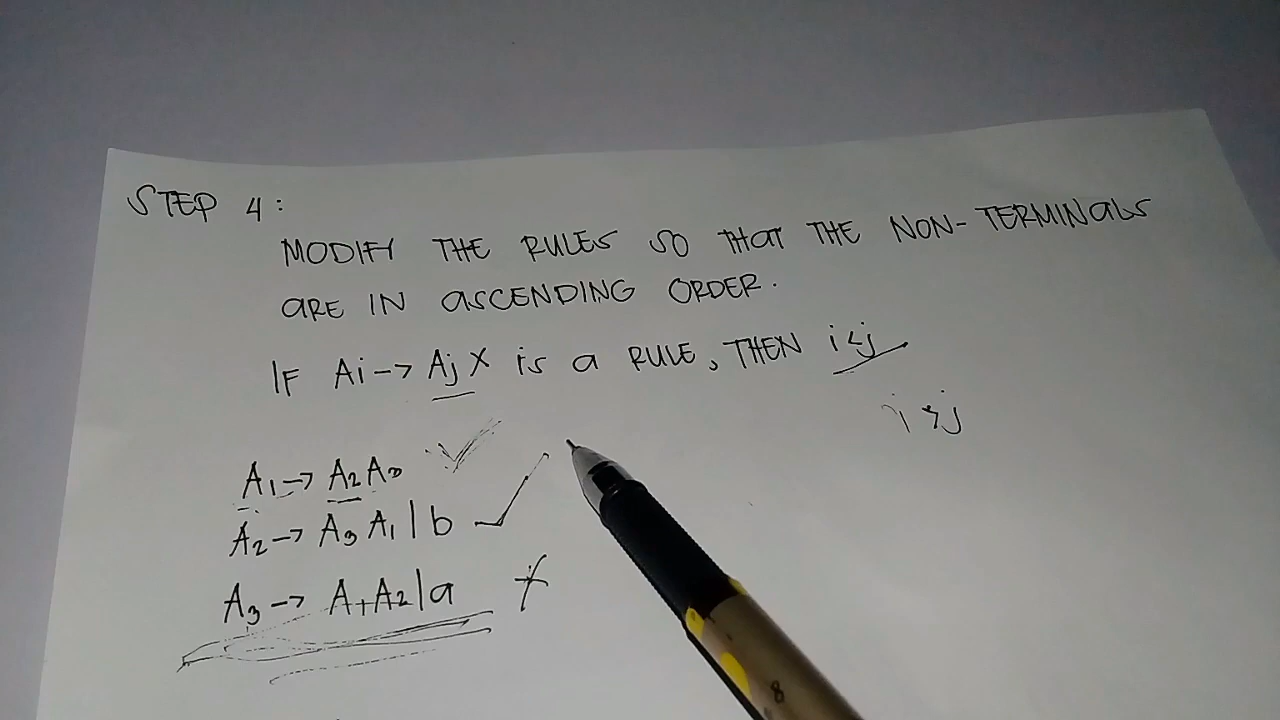 STEP 4:
MODIFY THE RULES SO THAT THE NON-TERMINALS
ARE IN ASCENDING ORDER.
IF Ai → Aj X is a RULE, THEN i<j
A1 → A2A3
A2 → A3 A1 | b
A3 → A1A2 | a
8